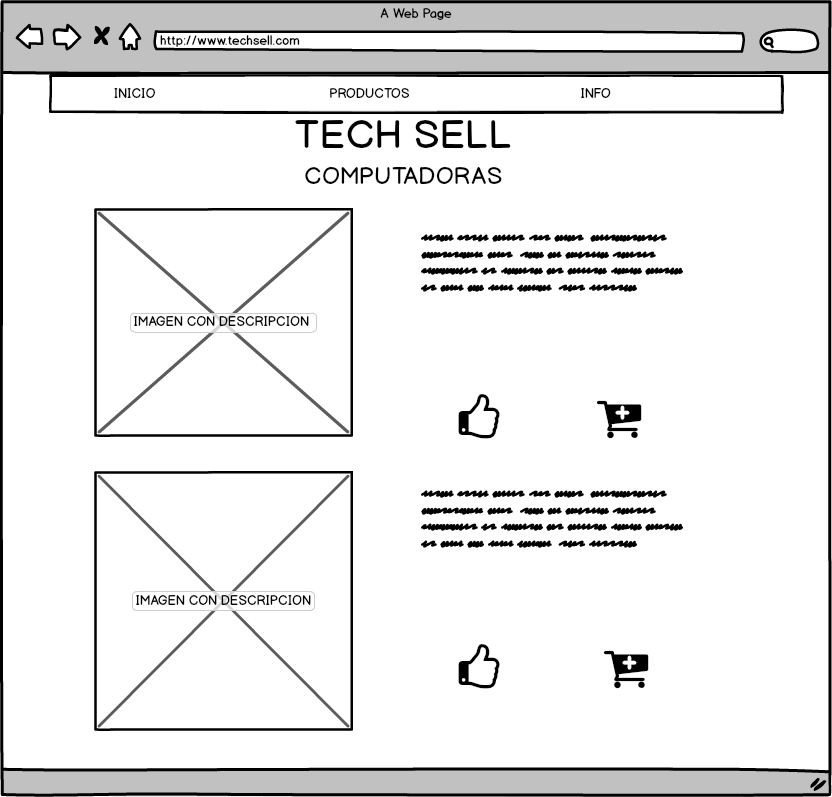 A Web Page
http://www.techsell.com
INICIO PRODUCTOS INFO
TECH SELL
COMPUTADORAS
IMAGEN CON DESCRIPCION
IMAGEN CON DESCRIPCION